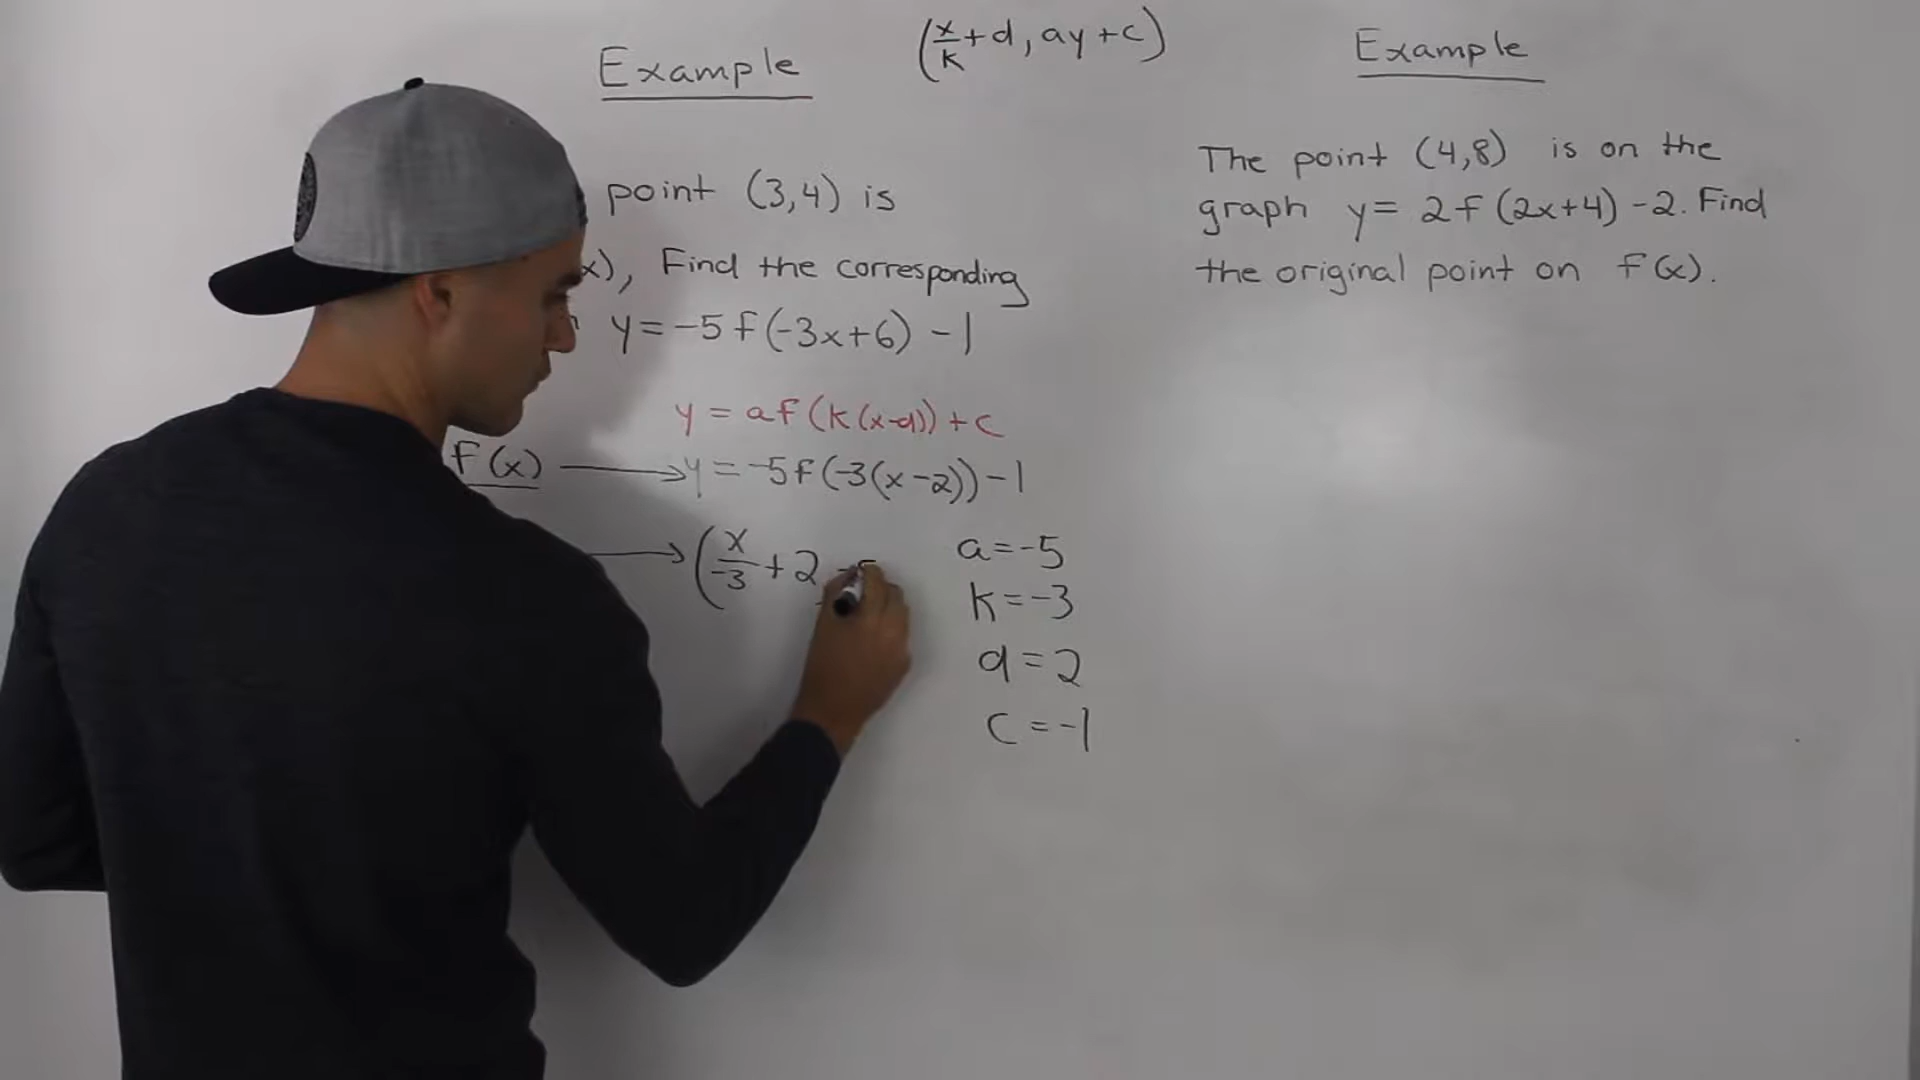 (x/k + d, ay + c)
Example
point (3,4) is
x), Find the corresponding
y = -5f(-3x+6) - 1
y = af(k(x-d)) + c
f(x) → y = -5f(-3(x-2)) - 1
→ (x/-3 + 2
a = -5
k = -3
d = 2
c = -1
Example
The point (4,8) is on the
graph y = 2f(2x+4) - 2. Find
the original point on f(x).